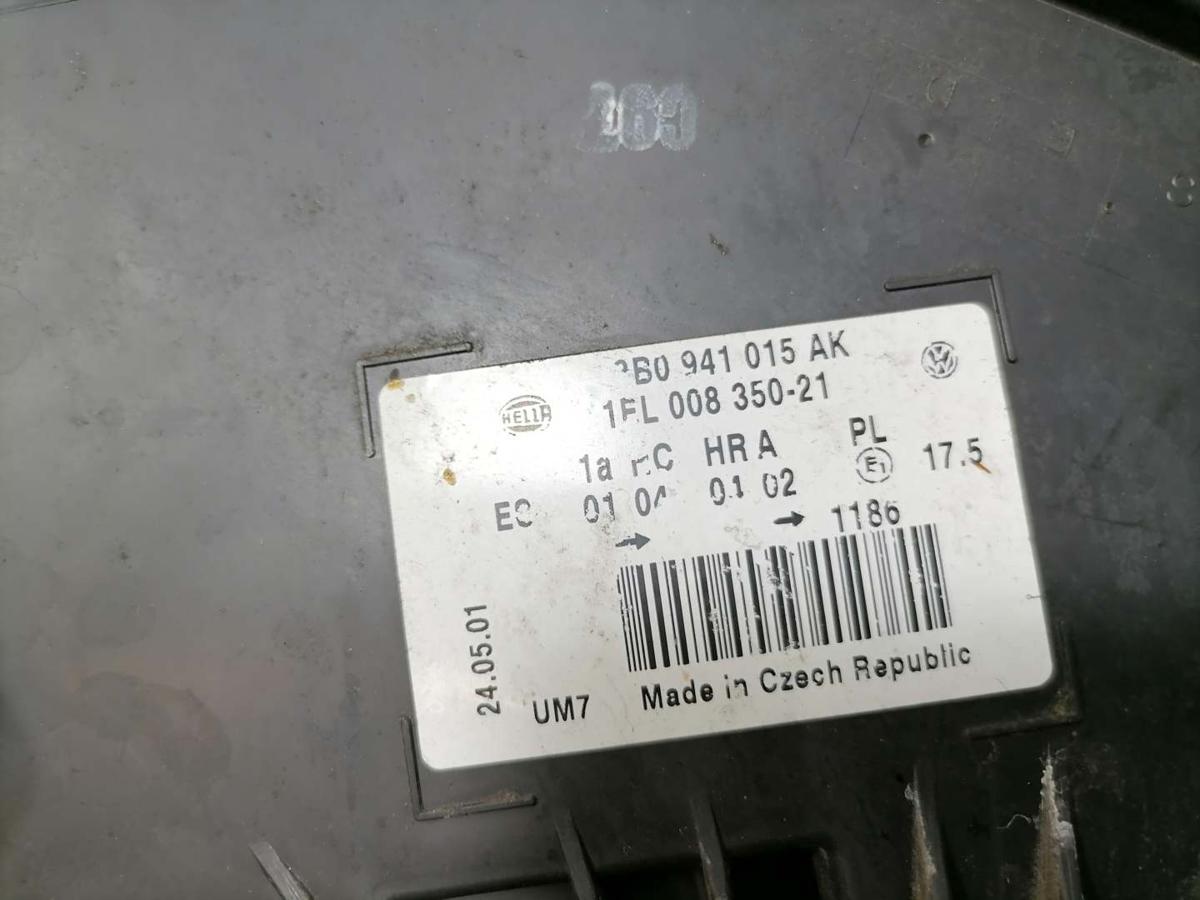 3B0 941 015 AK
HELLA
1EL 008 350-21
1a HC HR A PL
01 04 01 02 E1 17.5
1186
24.05.01
UM7
Made in Czech Republic